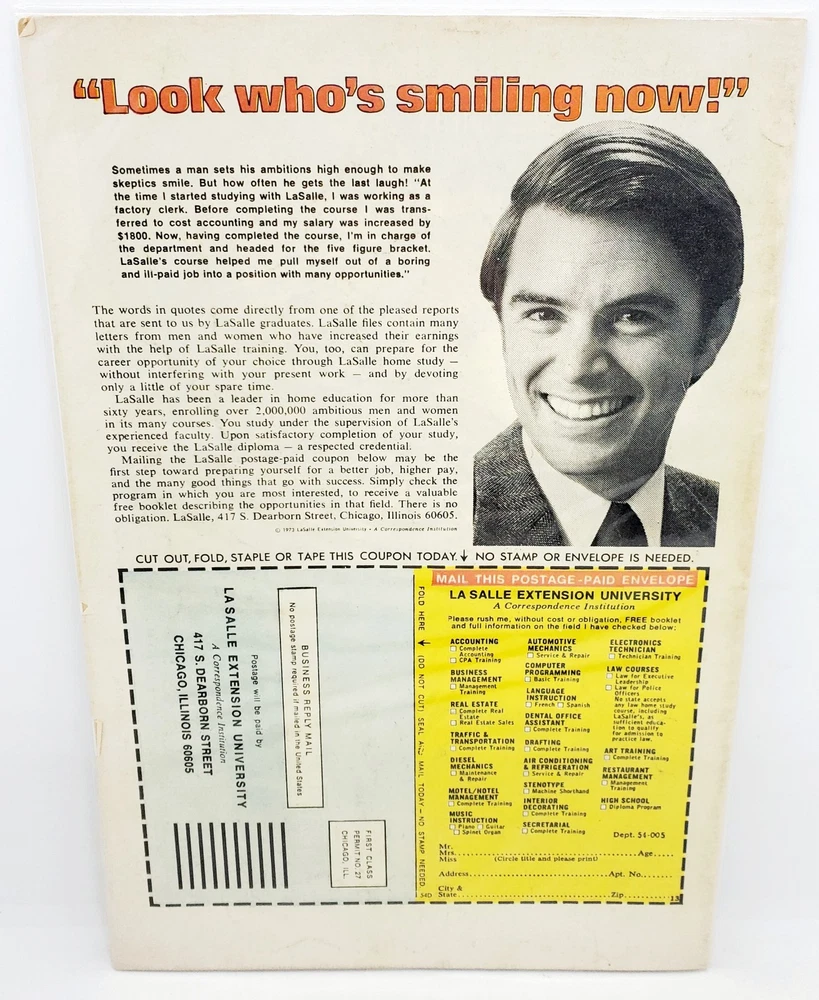 “Look who’s smiling now!”
Sometimes a man sets his ambitions high enough to make
skeptics smile. But how often he gets the last laugh! “At
the time I started studying with LaSalle, I was working as a
factory clerk. Before completing the course I was trans-
ferred to cost accounting and my salary was increased by
$1800. Now, having completed the course, I’m in charge of
the department and headed for the five figure bracket.
LaSalle’s course helped me pull myself out of a boring
and ill-paid job into a position with many opportunities.”
The words in quotes come directly from one of the pleased reports
that are sent to us by LaSalle graduates. LaSalle files contain many
letters from men and women who have increased their earnings
with the help of LaSalle training. You, too, can prepare for the
career opportunity of your choice through LaSalle home study —
without interfering with your present work — and by devoting
only a little of your spare time.
LaSalle has been a leader in home education for more than
sixty years, enrolling over 2,000,000 ambitious men and women
in its many courses. You study under the supervision of LaSalle’s
experienced faculty. Upon satisfactory completion of your study,
you receive the LaSalle diploma — a respected credential.
Mailing the LaSalle postage-paid coupon below may be the
first step toward preparing yourself for a better job, higher pay,
and the many good things that go with success. Simply check the
program in which you are most interested, to receive a valuable
free booklet describing the opportunities in that field. There is no
obligation. LaSalle, 417 S. Dearborn Street, Chicago, Illinois 60605.
© 1973 LaSalle Extension University • A Correspondence Institution
CUT OUT, FOLD, STAPLE OR TAPE THIS COUPON TODAY. NO STAMP OR ENVELOPE IS NEEDED.
FIRST CLASS
PERMIT NO. 27
CHICAGO, ILL.
BUSINESS REPLY MAIL
No postage stamp required if mailed in the United States
Postage will be paid by
LA SALLE EXTENSION UNIVERSITY
A Correspondence Institution
417 S. DEARBORN STREET
CHICAGO, ILLINOIS 60605
FOLD HERE (DO NOT CUT) SEAL AND MAIL TODAY—NO STAMP NEEDED.
MAIL THIS POSTAGE-PAID ENVELOPE
LA SALLE EXTENSION UNIVERSITY
A Correspondence Institution
Please rush me, without cost or obligation, FREE booklet
and full information on the field I have checked below:
ACCOUNTING
Complete
Accounting
CPA Training
BUSINESS
MANAGEMENT
Management
Training
REAL ESTATE
Complete Real
Estate
Real Estate Sales
TRAFFIC &
TRANSPORTATION
Complete Training
DIESEL
MECHANICS
Maintenance
& Repair
MOTEL/HOTEL
MANAGEMENT
Complete Training
MUSIC
INSTRUCTION
Piano Guitar
Spinet Organ
AUTOMOTIVE
MECHANICS
Service & Repair
COMPUTER
PROGRAMMING
Basic Training
LANGUAGE
INSTRUCTION
French Spanish
DENTAL OFFICE
ASSISTANT
Complete Training
DRAFTING
Complete Training
AIR CONDITIONING
& REFRIGERATION
Service & Repair
STENOTYPE
Machine Shorthand
INTERIOR
DECORATING
Complete Training
SECRETARIAL
Complete Training
ELECTRONICS
TECHNICIAN
Technician Training
LAW COURSES
Law for Executive
Leadership
Law for Police
Officers
No state accepts
any law home study
course, including
LaSalle’s, as
sufficient educa-
tion to qualify
for admission to
practice law.
ART TRAINING
Complete Training
RESTAURANT
MANAGEMENT
Management
Training
HIGH SCHOOL
Diploma Program
Dept. 54-005
Mr.
Mrs. Age
Miss (Circle title and please print)
Address Apt. No.
City &
State Zip
54D 13